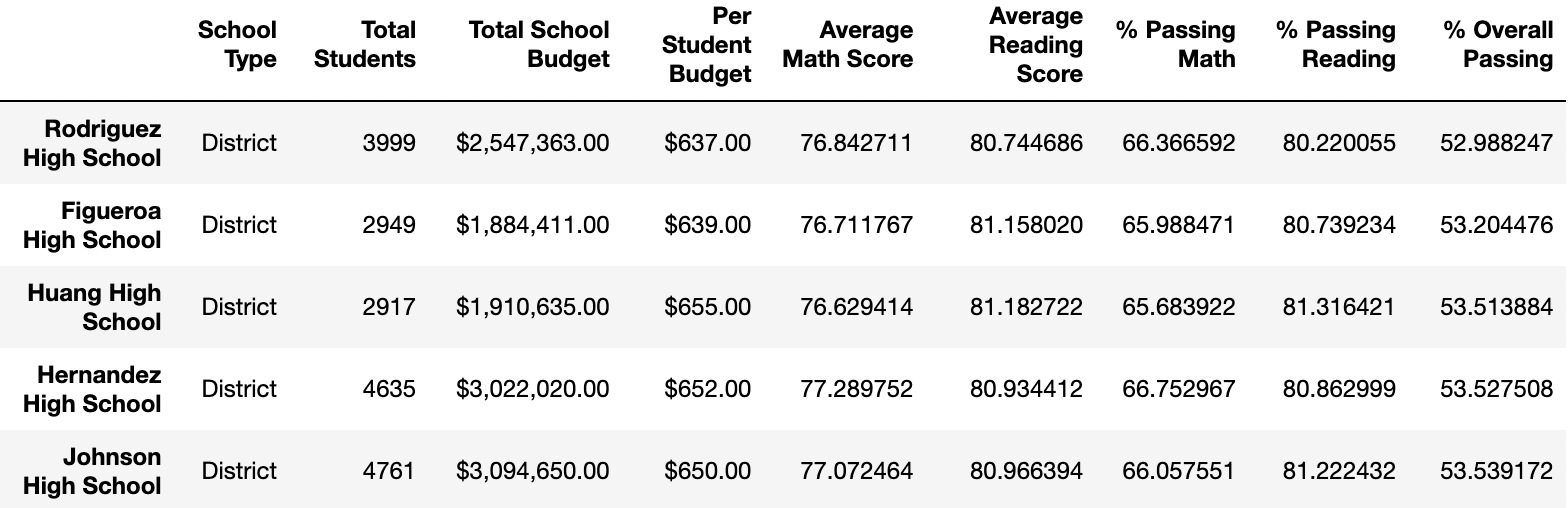 School Type Total Students Total School Budget Per Student Budget Average Math Score Average Reading Score % Passing Math % Passing Reading % Overall Passing
Rodriguez High School District 3999 $2,547,363.00 $637.00 76.842711 80.744686 66.366592 80.220055 52.988247
Figueroa High School District 2949 $1,884,411.00 $639.00 76.711767 81.158020 65.988471 80.739234 53.204476
Huang High School District 2917 $1,910,635.00 $655.00 76.629414 81.182722 65.683922 81.316421 53.513884
Hernandez High School District 4635 $3,022,020.00 $652.00 77.289752 80.934412 66.752967 80.862999 53.527508
Johnson High School District 4761 $3,094,650.00 $650.00 77.072464 80.966394 66.057551 81.222432 53.539172